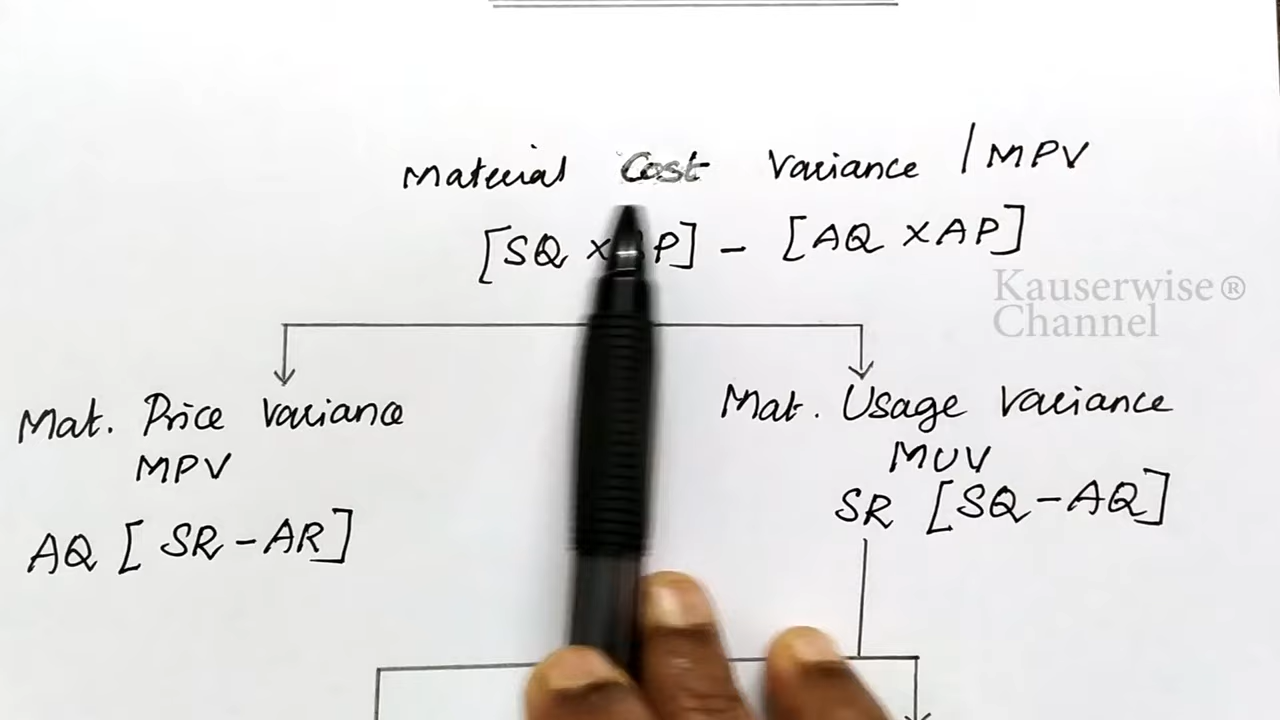 Material Cost Variance / MPV
[SQ × P] - [AQ × AP]
Kauserwise®
Channel
Mat. Price Variance
MPV
AQ [ SR - AR ]
Mat. Usage Variance
MUV
SR [SQ - AQ]